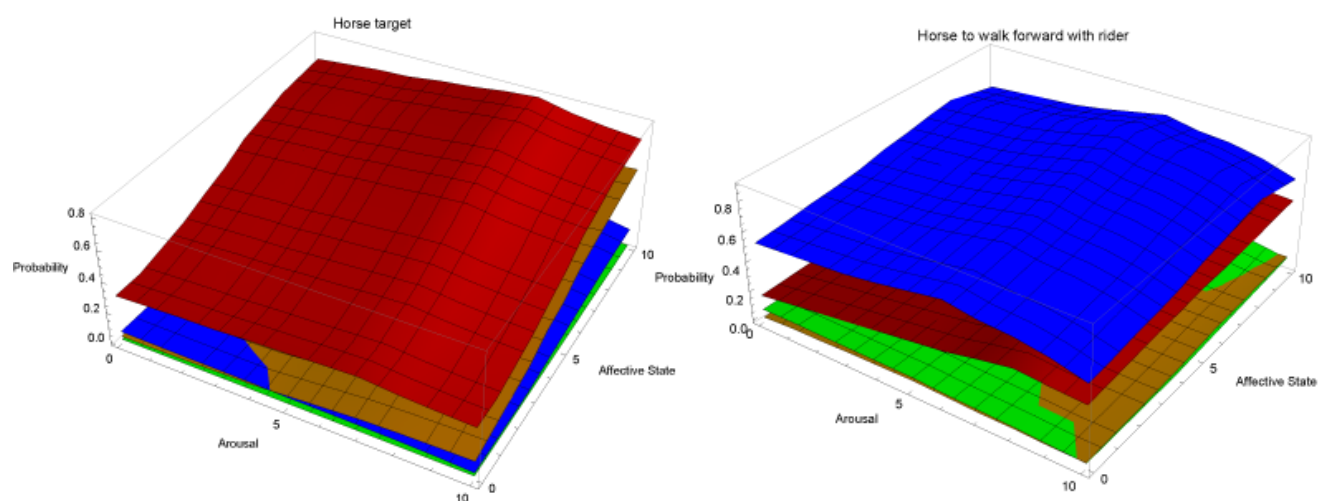 Horse target
0.8
0.6
Probability
0.4
0.2
0.0
0
5
Arousal
10
0
5
Affective State
10
Horse to walk forward with rider
0.8
0.6
Probability
0.4
0.2
0.0
0
5
Arousal
10
0
5
Affective State
10